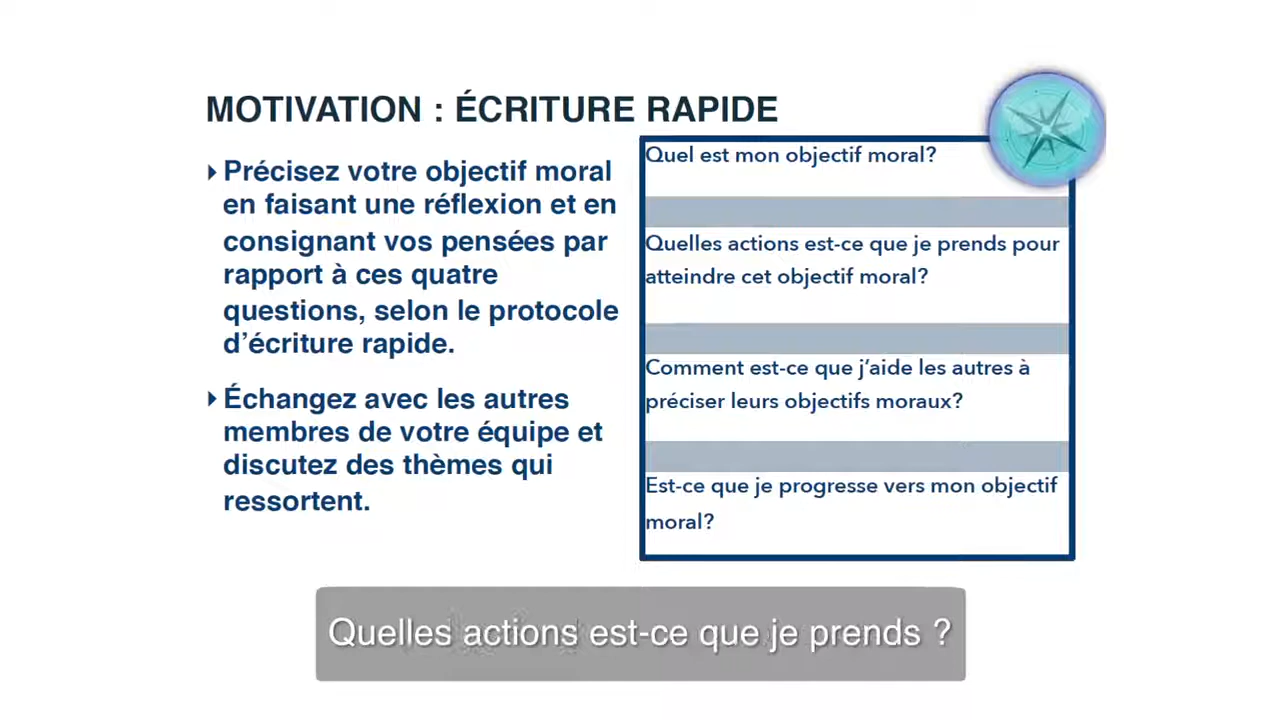 MOTIVATION : ÉCRITURE RAPIDE
Précisez votre objectif moral
en faisant une réflexion et en
consignant vos pensées par
rapport à ces quatre
questions, selon le protocole
d’écriture rapide.
Échangez avec les autres
membres de votre équipe et
discutez des thèmes qui
ressortent.
Quel est mon objectif moral?
Quelles actions est-ce que je prends pour
atteindre cet objectif moral?
Comment est-ce que j’aide les autres à
préciser leurs objectifs moraux?
Est-ce que je progresse vers mon objectif
moral?
Quelles actions est-ce que je prends ?